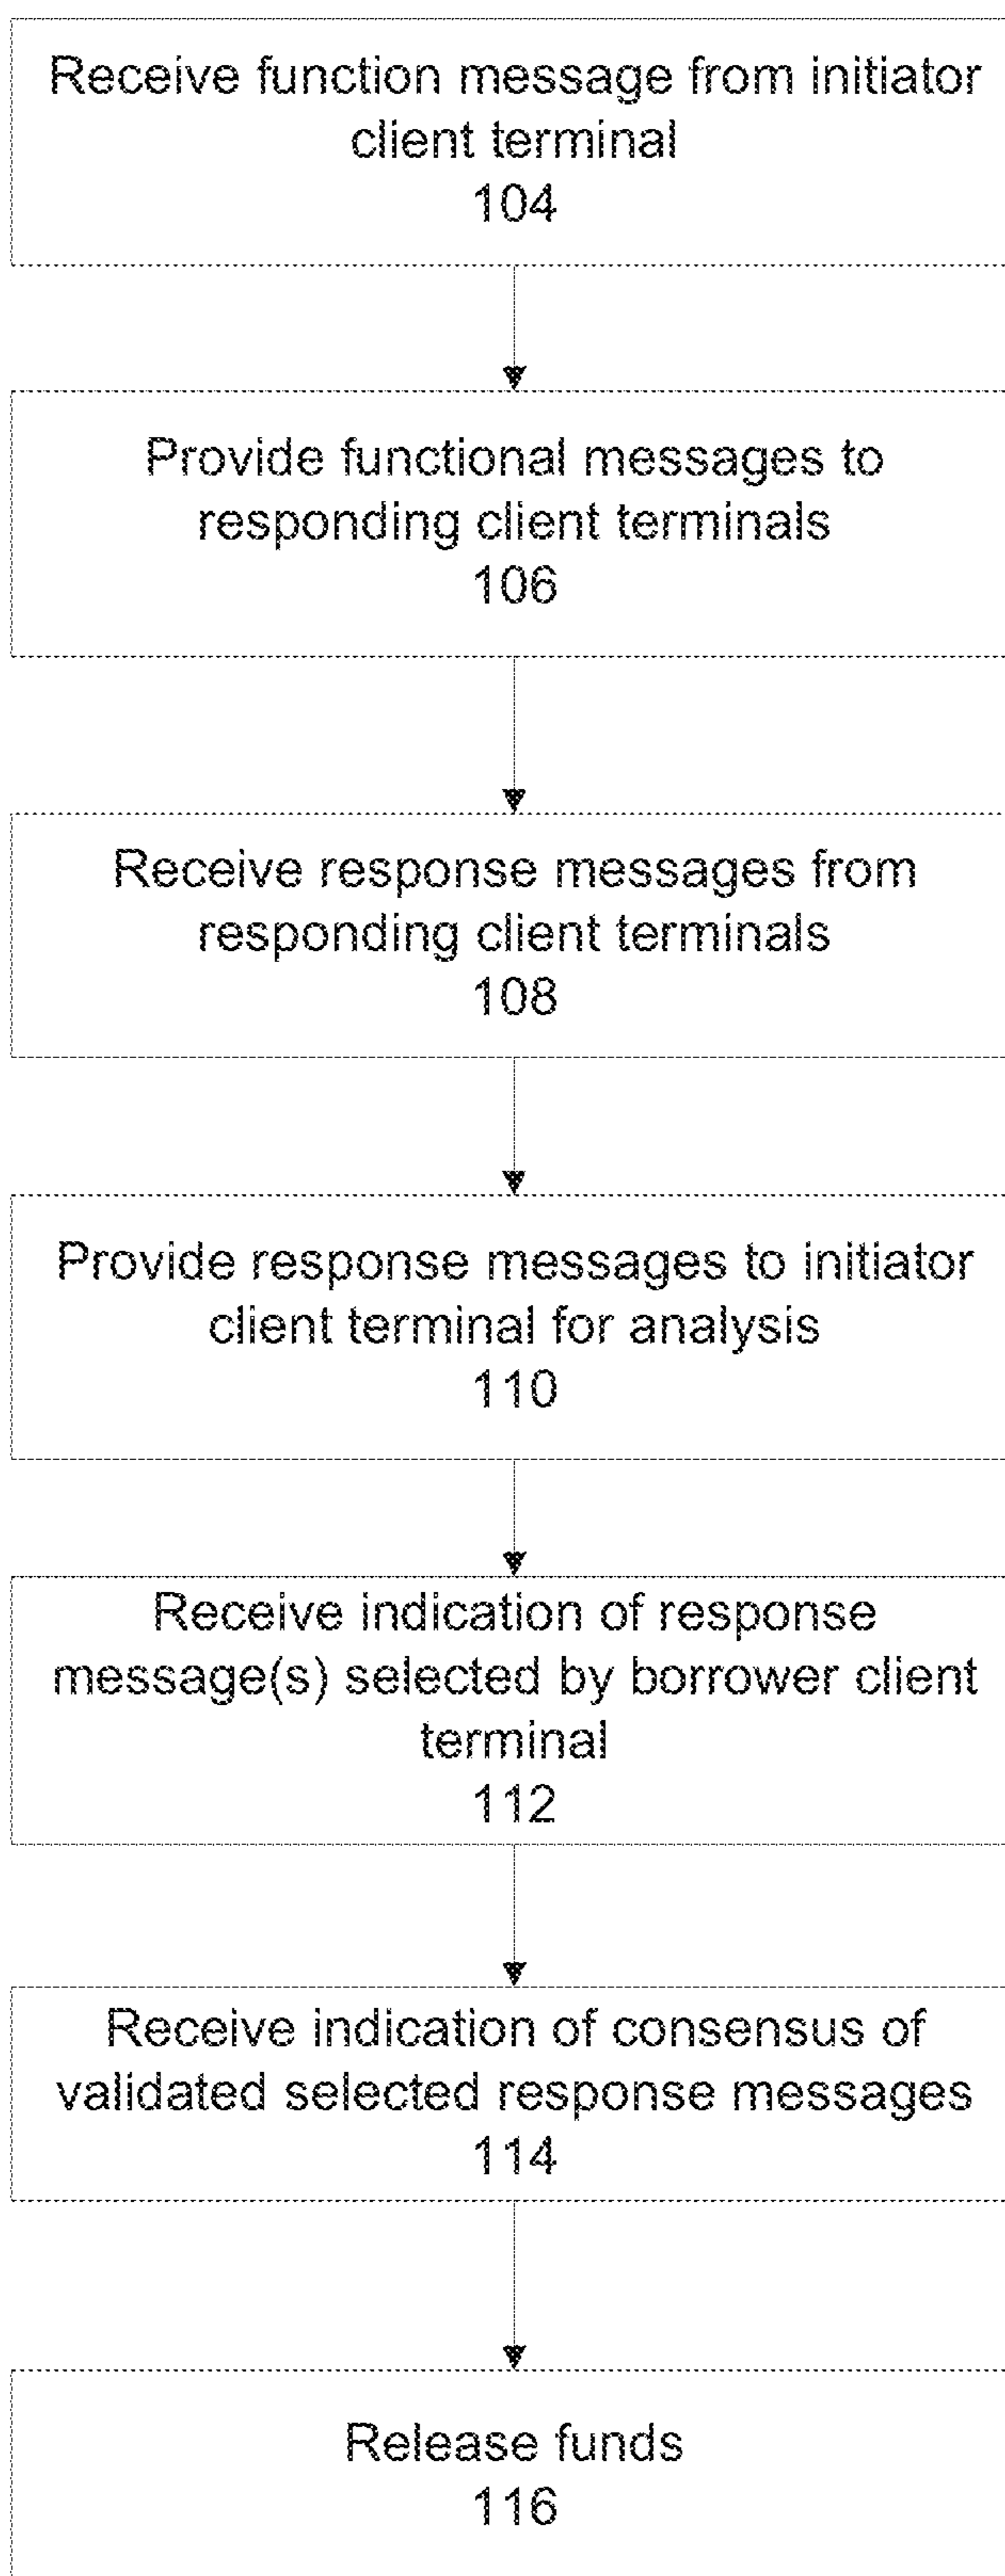 Receive function message from initiator
client terminal
104
Provide functional messages to
responding client terminals
106
Receive response messages from
responding client terminals
108
Provide response messages to initiator
client terminal for analysis
110
Receive indication of response
message(s) selected by borrower client
terminal
112
Receive indication of consensus of
validated selected response messages
114
Release funds
116